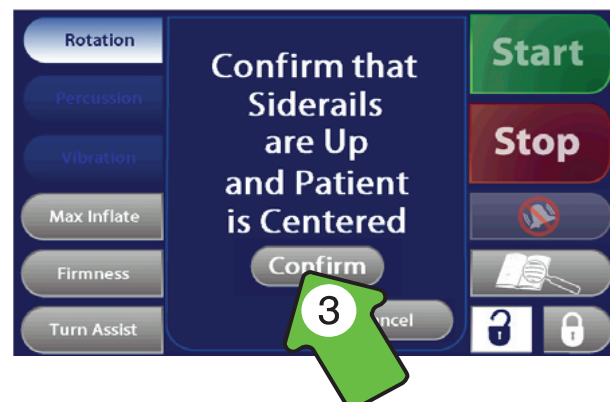 Rotation
Percussion
Vibration
Max Inflate
Firmness
Turn Assist
Confirm that
Siderails
are Up
and Patient
is Centered
Confirm
3
Start
Stop